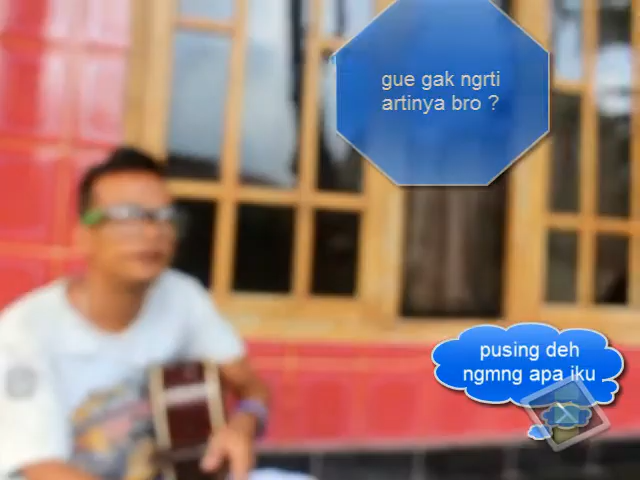 gue gak ngrti
artinya bro ?
pusing deh
ngmng apa iku